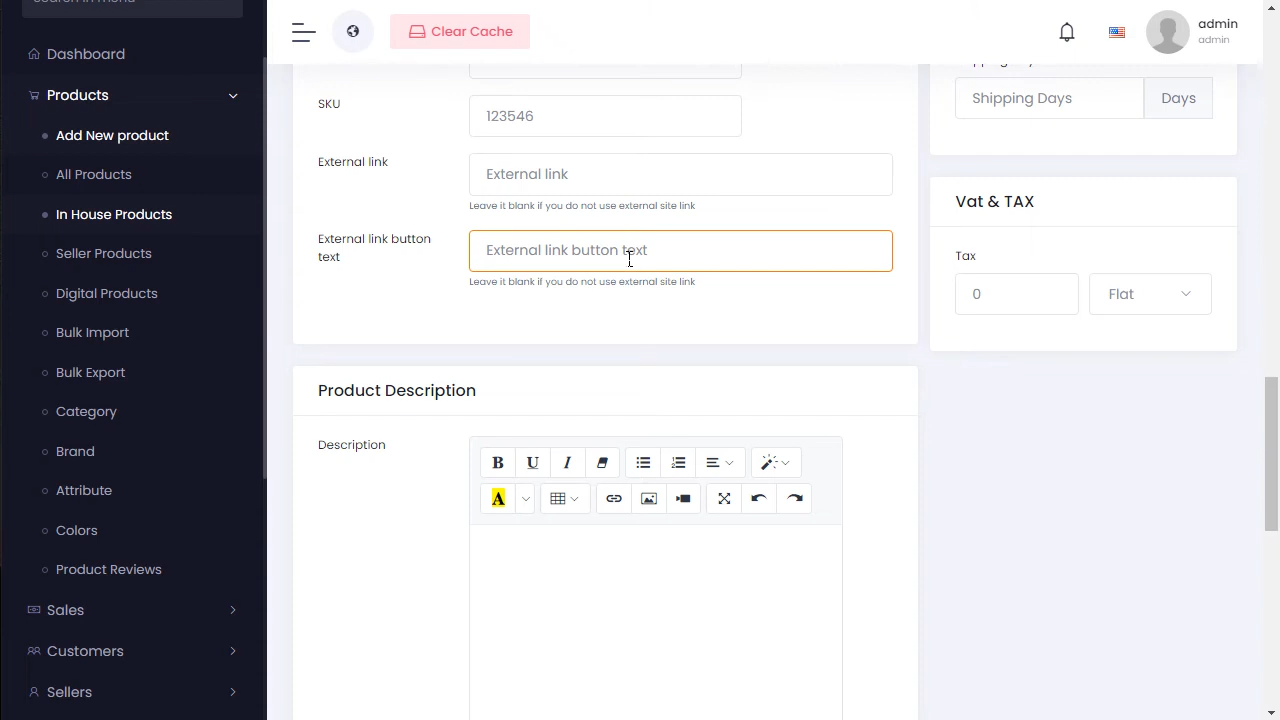 Dashboard
Products
Add New product
All Products
In House Products
Seller Products
Digital Products
Bulk Import
Bulk Export
Category
Brand
Attribute
Colors
Product Reviews
Sales
Customers
Sellers
Clear Cache
admin
admin
SKU
123546
External link
External link
Leave it blank if you do not use external site link
External link button
text
External link button text
Leave it blank if you do not use external site link
Product Description
Description
B U I
A
Shipping Days
Days
Vat & TAX
Tax
0
Flat